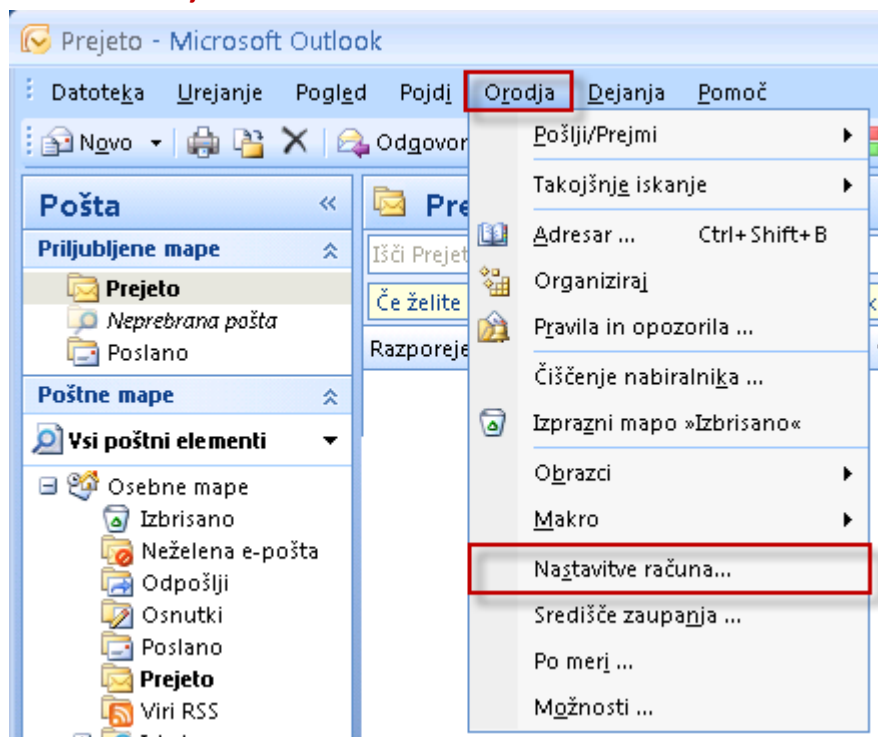 Prejeto - Microsoft Outlook
Datoteka Urejanje Pogled Pojdi Orodja Dejanja Pomoč
Novo Odgovor
Pošta
Priljubljene mape
Prejeto
Neprebrana pošta
Poslano
Poštne mape
Vsi poštni elementi
Osebne mape
Izbrisano
Neželena e-pošta
Odpošlji
Osnutki
Poslano
Prejeto
Viri RSS
Pre
Išči Prejet
Če želite
Razporeje
Pošlji/Prejmi
Takojšnje iskanje
Adresar ... Ctrl+Shift+B
Organiziraj
Pravila in opozorila ...
Čiščenje nabiralnika ...
Izprazni mapo »Izbrisano«
Obrazci
Makro
Nastavitve računa...
Središče zaupanja ...
Po meri ...
Možnosti ...